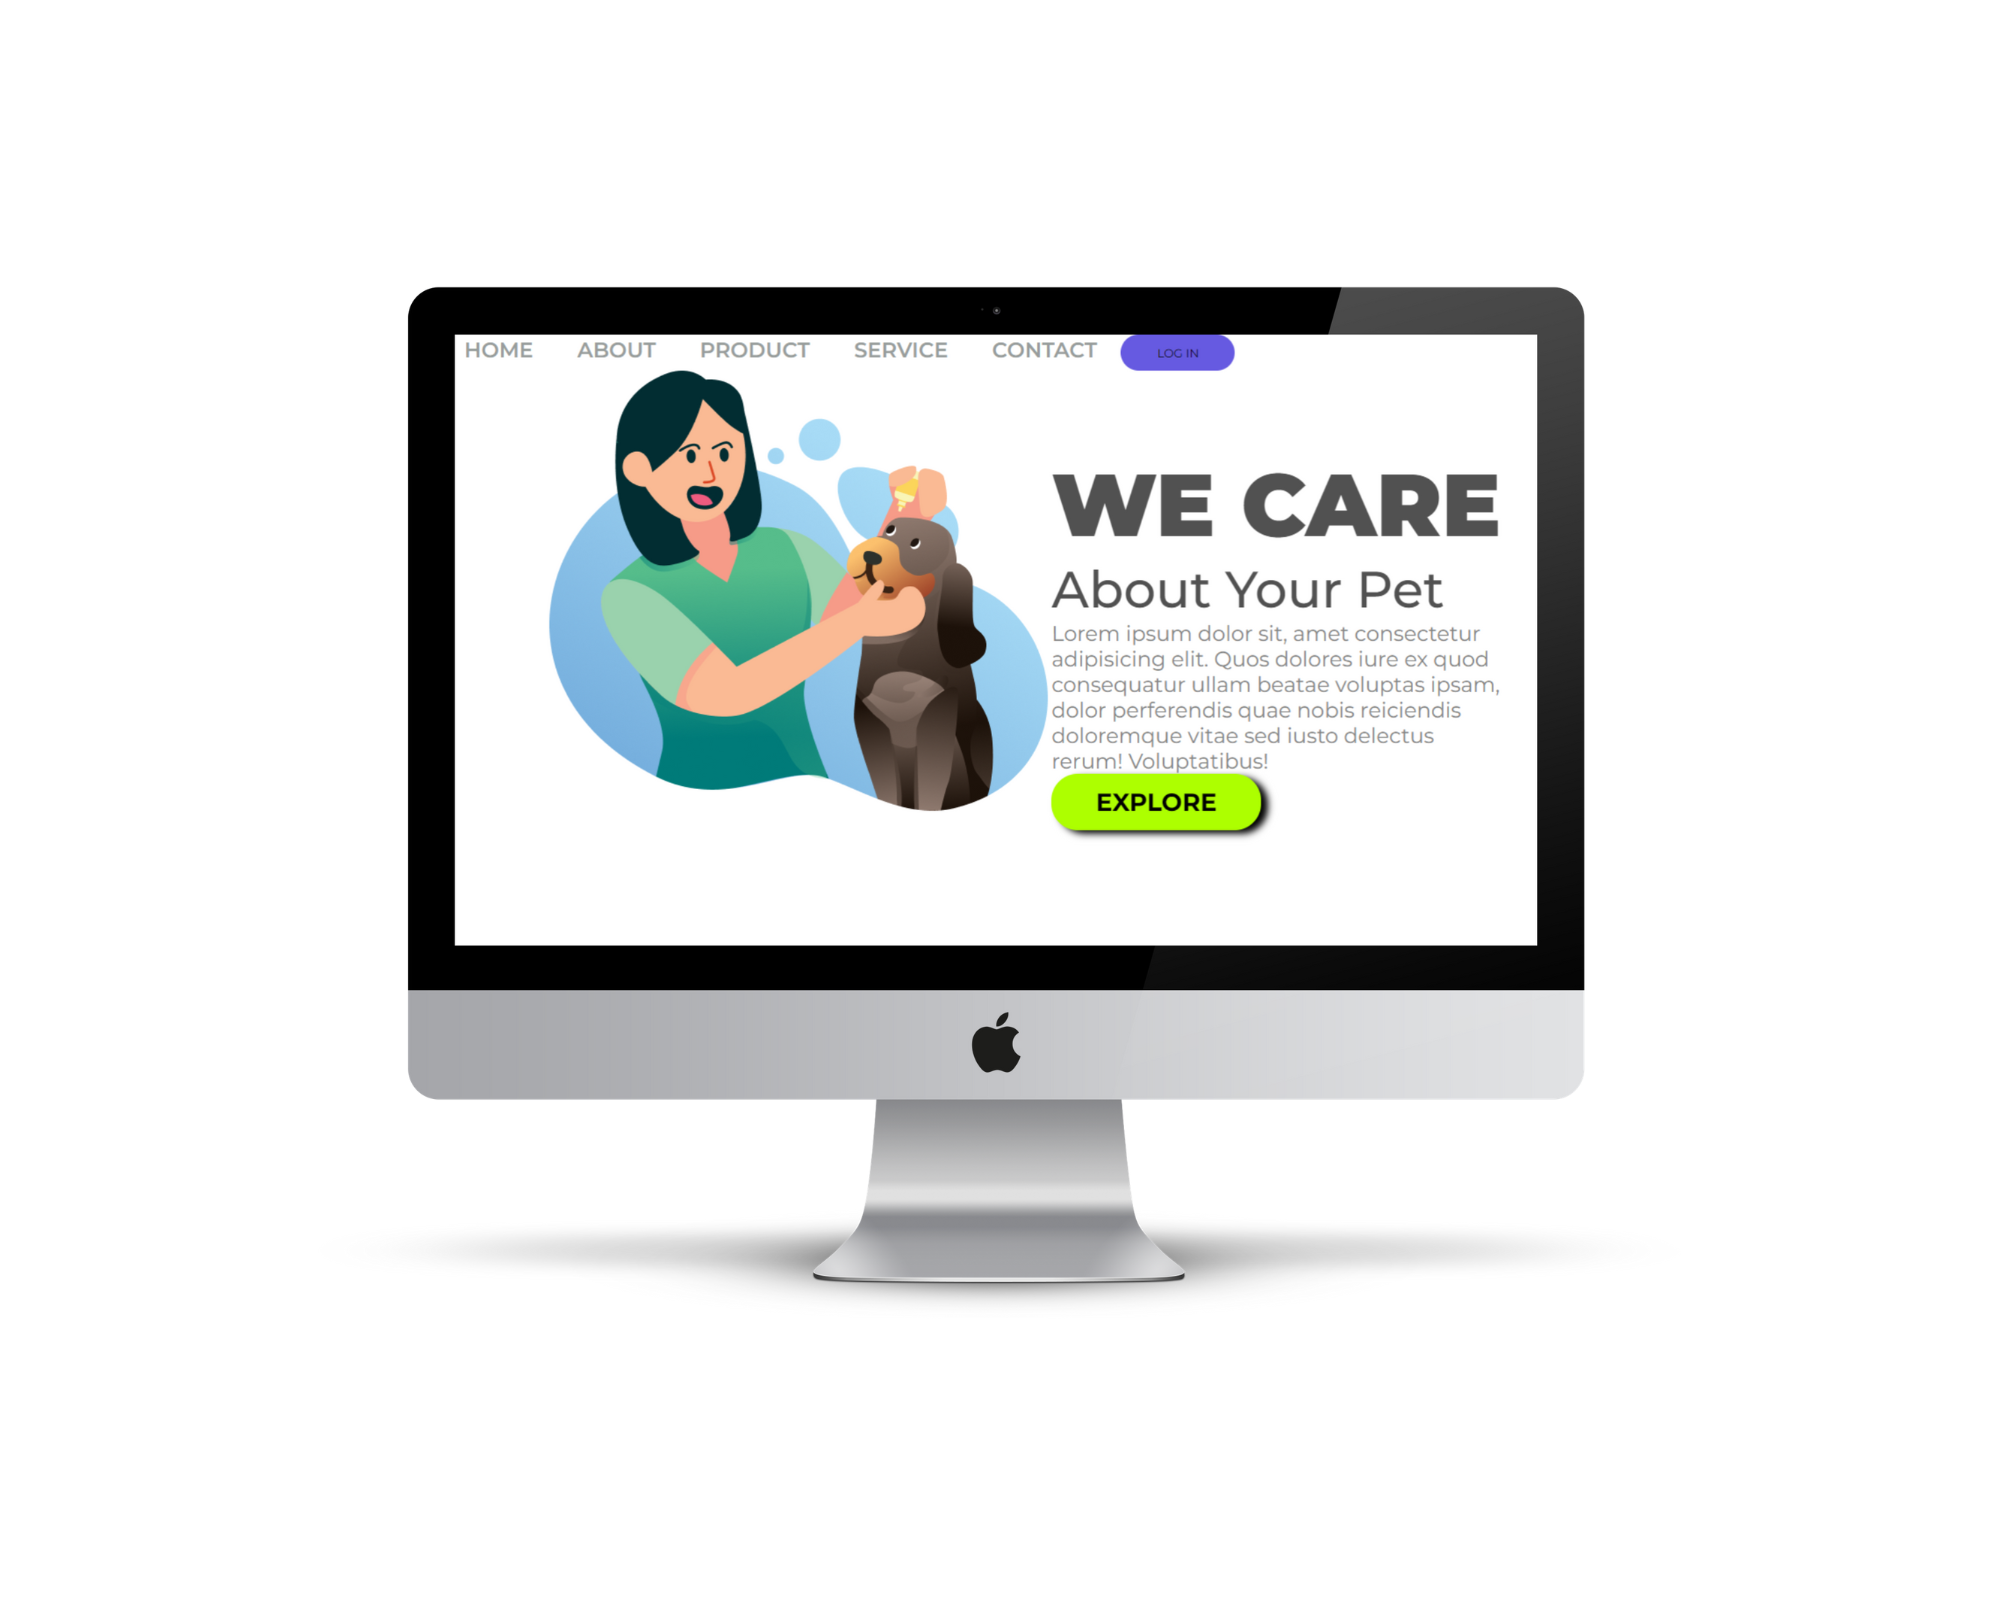 HOME ABOUT PRODUCT SERVICE CONTACT LOG IN
WE CARE
About Your Pet
Lorem ipsum dolor sit, amet consectetur
adipisicing elit. Quos dolores iure ex quod
consequatur ullam beatae voluptas ipsam,
dolor perferendis quae nobis reiciendis
doloremque vitae sed iusto delectus
rerum! Voluptatibus!
EXPLORE